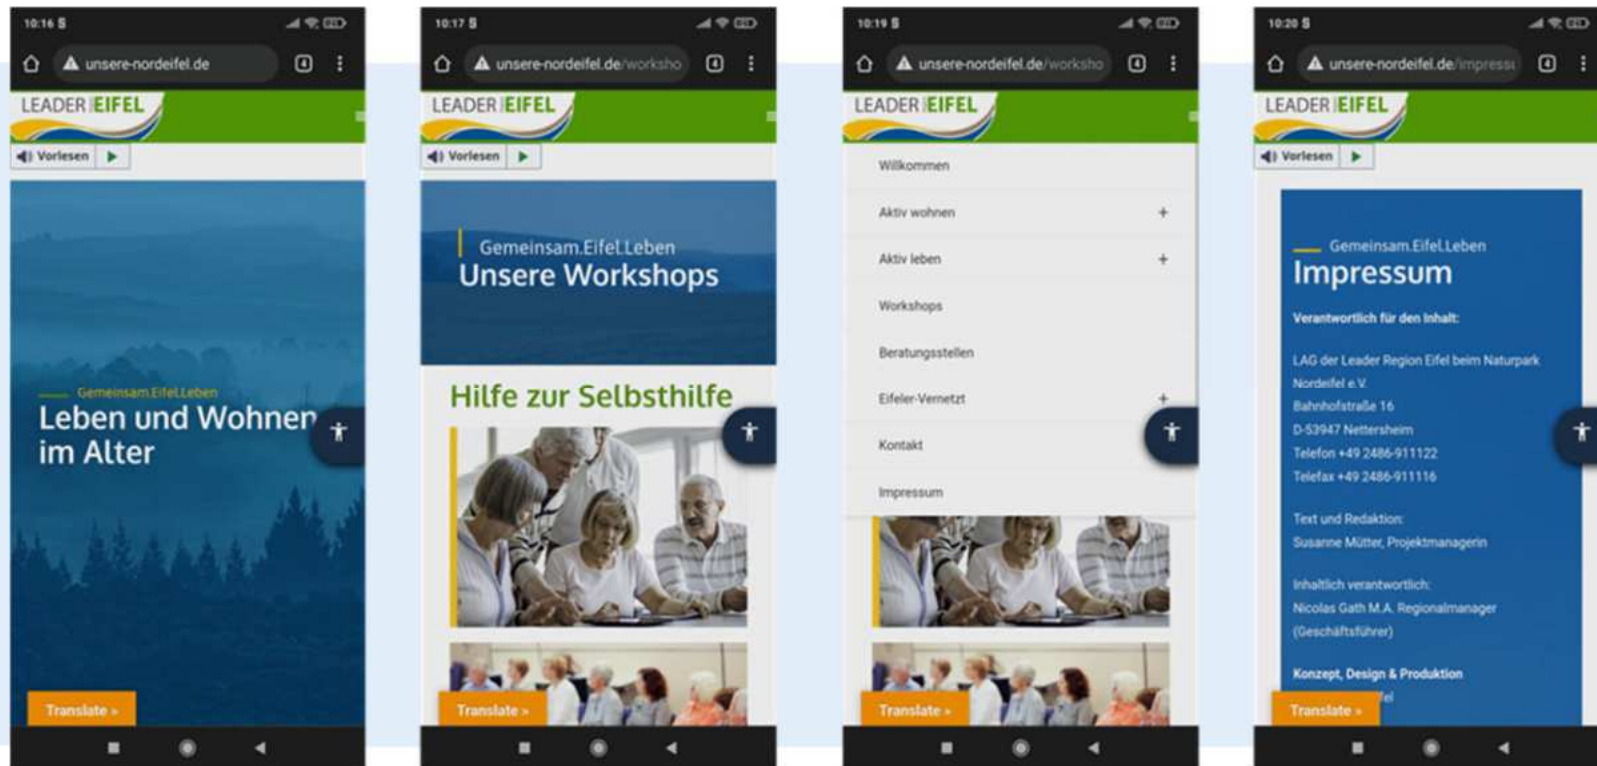 10:16
unsere-nordeifel.de
4
LEADER EIFEL
Vorlesen
Gemeinsam.Eifel.Leben
Leben und Wohnen
im Alter
Translate »
10:17
unsere-nordeifel.de/worksho
4
LEADER EIFEL
Vorlesen
Gemeinsam.Eifel.Leben
Unsere Workshops
Hilfe zur Selbsthilfe
Translate »
10:19
unsere-nordeifel.de/worksho
4
LEADER EIFEL
Willkommen
Aktiv wohnen +
Aktiv leben +
Workshops
Beratungsstellen
Eifeler-Vernetzt +
Kontakt
Impressum
Translate »
10:20
unsere-nordeifel.de/impressu
4
LEADER EIFEL
Vorlesen
Gemeinsam.Eifel.Leben
Impressum
Verantwortlich für den Inhalt:
LAG der Leader Region Eifel beim Naturpark
Nordeifel e.V.
Bahnhofstraße 16
D-53947 Nettersheim
Telefon +49 2486-911122
Telefax +49 2486-911116
Text und Redaktion:
Susanne Mütter, Projektmanagerin
Inhaltlich verantwortlich:
Nicolas Gath M.A. Regionalmanager
(Geschäftsführer)
Konzept, Design & Produktion
Translate »